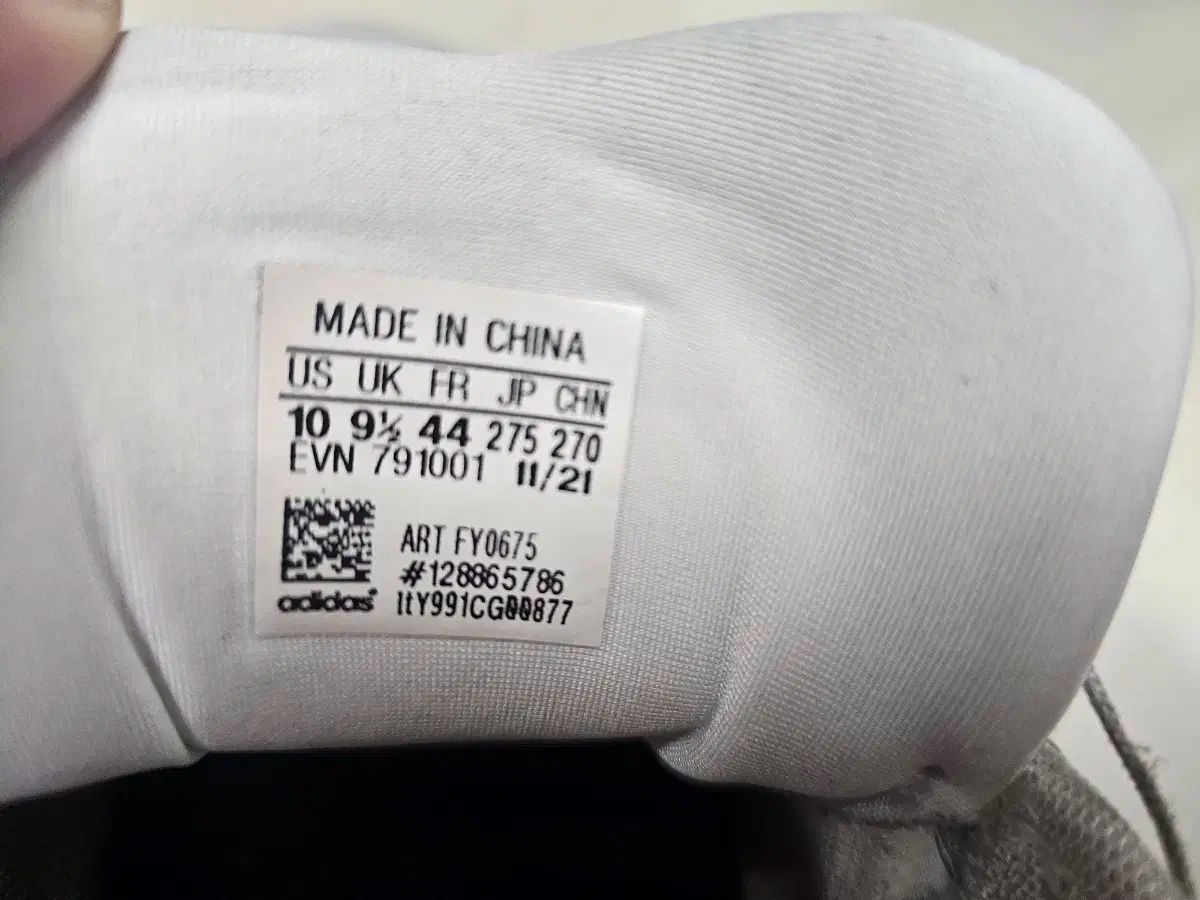 MADE IN CHINA
US UK FR JP CHN
10 9½ 44 275 270
EVN 791001 11/21
ART FY0675
#128865786
adidas
1tY991CG00877